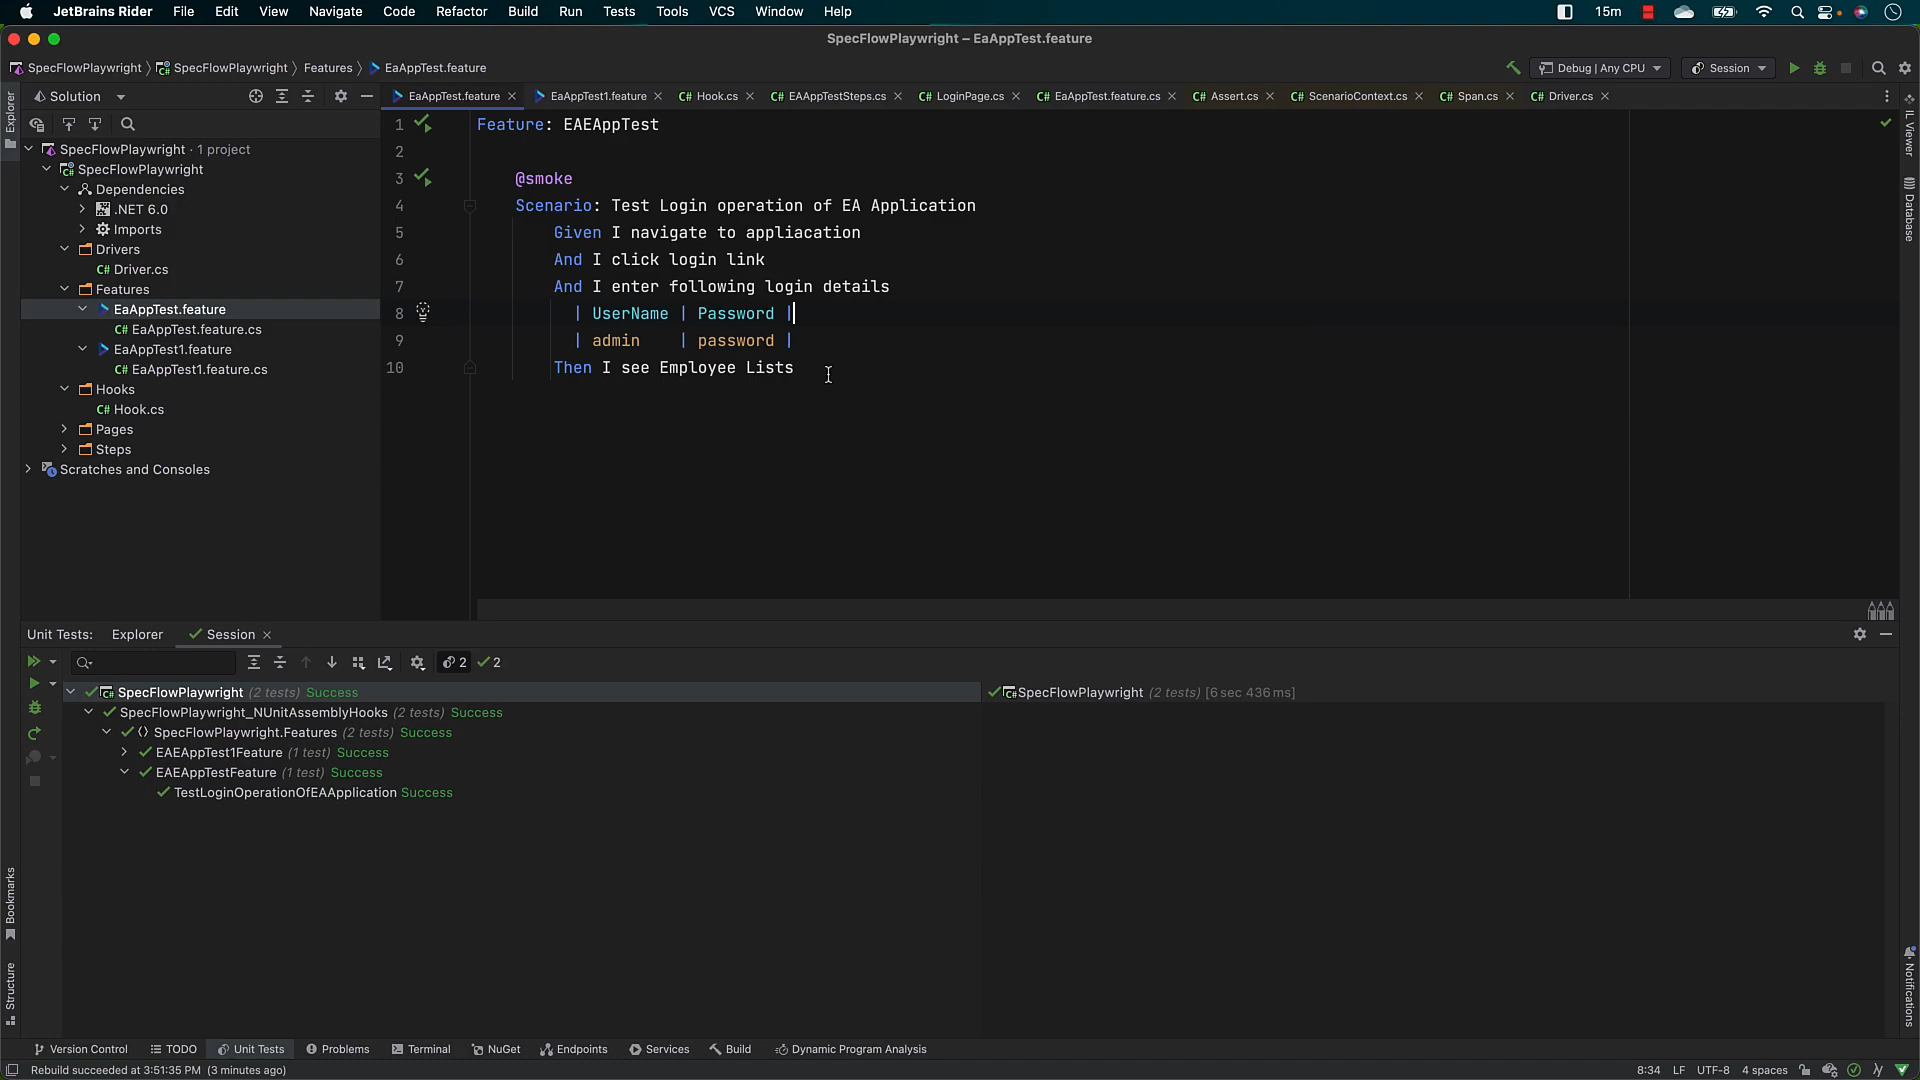 JetBrains Rider File Edit View Navigate Code Refactor Build Run Tests Tools VCS Window Help 15m
SpecFlowPlaywright – EaAppTest.feature
SpecFlowPlaywright SpecFlowPlaywright Features EaAppTest.feature Debug | Any CPU Session
Explorer
Solution
EaAppTest.feature EaAppTest1.feature C# Hook.cs C# EAAppTestSteps.cs C# LoginPage.cs C# EaAppTest.feature.cs C# Assert.cs C# ScenarioContext.cs C# Span.cs C# Driver.cs
SpecFlowPlaywright · 1 project
SpecFlowPlaywright
Dependencies
.NET 6.0
Imports
Drivers
C# Driver.cs
Features
EaAppTest.feature
C# EaAppTest.feature.cs
EaAppTest1.feature
C# EaAppTest1.feature.cs
Hooks
C# Hook.cs
Pages
Steps
Scratches and Consoles
1 Feature: EAEAppTest
2
3 @smoke
4 Scenario: Test Login operation of EA Application
5 Given I navigate to appliacation
6 And I click login link
7 And I enter following login details
8 | UserName | Password |
9 | admin | password |
10 Then I see Employee Lists
IL Viewer
Database
Unit Tests: Explorer Session
2 2
SpecFlowPlaywright (2 tests) Success
SpecFlowPlaywright_NUnitAssemblyHooks (2 tests) Success
SpecFlowPlaywright.Features (2 tests) Success
EAEAppTest1Feature (1 test) Success
EAEAppTestFeature (1 test) Success
TestLoginOperationOfEAApplication Success
SpecFlowPlaywright (2 tests) [6 sec 436 ms]
Bookmarks
Structure
Notifications
Version Control TODO Unit Tests Problems Terminal NuGet Endpoints Services Build Dynamic Program Analysis
Rebuild succeeded at 3:51:35 PM (3 minutes ago) 8:34 LF UTF-8 4 spaces